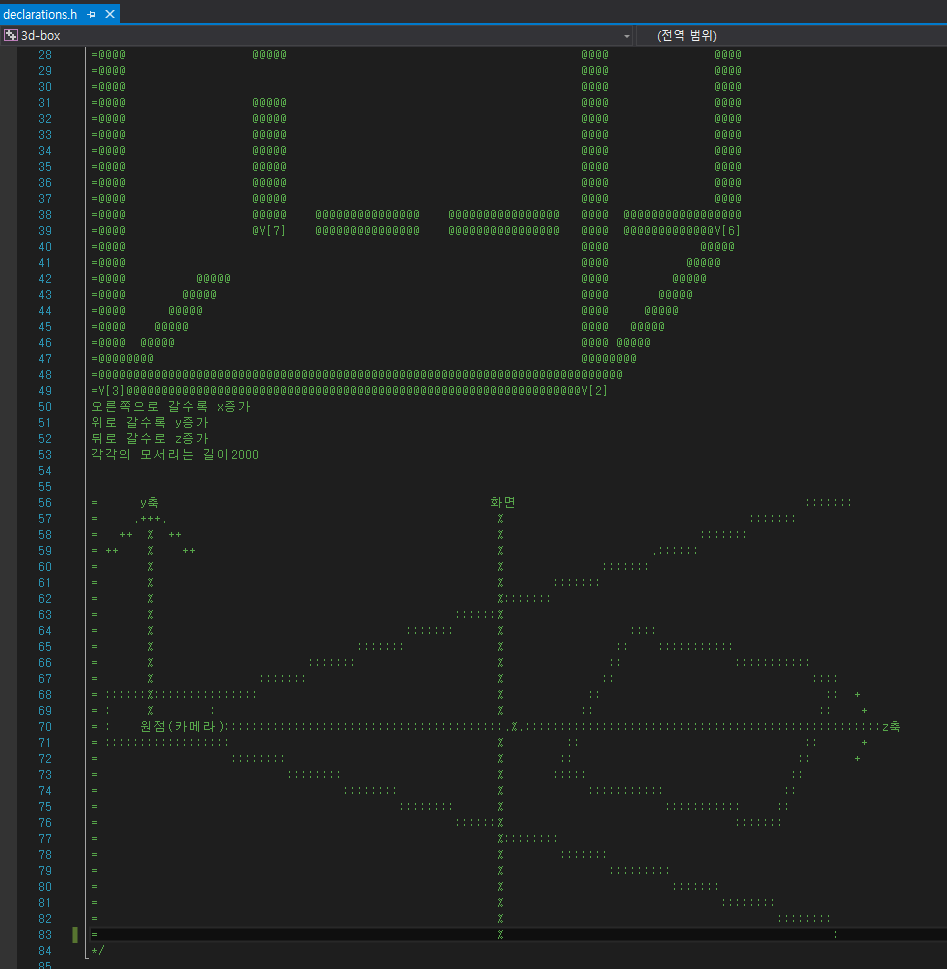 declarations.h
3d-box (전역 범위)
28 =@@@@ @@@@@ @@@@ @@@@
29 =@@@@ @@@@ @@@@
30 =@@@@ @@@@ @@@@
31 =@@@@ @@@@@ @@@@ @@@@
32 =@@@@ @@@@@ @@@@ @@@@
33 =@@@@ @@@@@ @@@@ @@@@
34 =@@@@ @@@@@ @@@@ @@@@
35 =@@@@ @@@@@ @@@@ @@@@
36 =@@@@ @@@@@ @@@@ @@@@
37 =@@@@ @@@@@ @@@@ @@@@
38 =@@@@ @@@@@ @@@@@@@@@@@@@@@ @@@@@@@@@@@@@@@@ @@@@ @@@@@@@@@@@@@@@@@
39 =@@@@ @V[7] @@@@@@@@@@@@@@@ @@@@@@@@@@@@@@@@ @@@@ @@@@@@@@@@@@@V[6]
40 =@@@@ @@@@ @@@@@
41 =@@@@ @@@@ @@@@@
42 =@@@@ @@@@@ @@@@ @@@@@
43 =@@@@ @@@@@ @@@@ @@@@@
44 =@@@@ @@@@@ @@@@ @@@@@
45 =@@@@ @@@@@ @@@@ @@@@@
46 =@@@@ @@@@@ @@@@ @@@@@
47 =@@@@@@@@ @@@@@@@@
48 =@@@@@@@@@@@@@@@@@@@@@@@@@@@@@@@@@@@@@@@@@@@@@@@@@@@@@@@@@@@@@@@@@@@@@@@@@@@
49 =V[3]@@@@@@@@@@@@@@@@@@@@@@@@@@@@@@@@@@@@@@@@@@@@@@@@@@@@@@@@@@@@@@@@@V[2]
50 오른쪽으로 갈수록 x증가
51 위로 갈수록 y증가
52 뒤로 갈수로 z증가
53 각각의 모서리는 길이2000
54
55
56 = y축 화면 :::::::
57 = .+++. % :::::::
58 = ++ % ++ % :::::::
59 = ++ % ++ % .::::::
60 = % % :::::::
61 = % % :::::::
62 = % %:::::::
63 = % ::::::%
64 = % ::::::: % ::::
65 = % ::::::: % :: :::::::::::
66 = % ::::::: % :: :::::::::::
67 = % ::::::: % :: ::::
68 = ::::::%::::::::::::::: % :: :: +
69 = : % : % :: :: +
70 = : 원점(카메라)::::::::::::::::::::::::::::::::::::::::.%.:::::::::::::::::::::::::::::::::::::::::::::::::::z축
71 = :::::::::::::::::: % :: :: +
72 = :::::::: % :: :: +
73 = :::::::: % ::::: ::
74 = :::::::: % ::::::::::: ::
75 = :::::::: % ::::::::::: ::
76 = ::::::% :::::::
77 = %::::::::
78 = % :::::::
79 = % :::::::::
80 = % :::::::
81 = % ::::::::
82 = % ::::::::
83 = % :
84 */
85